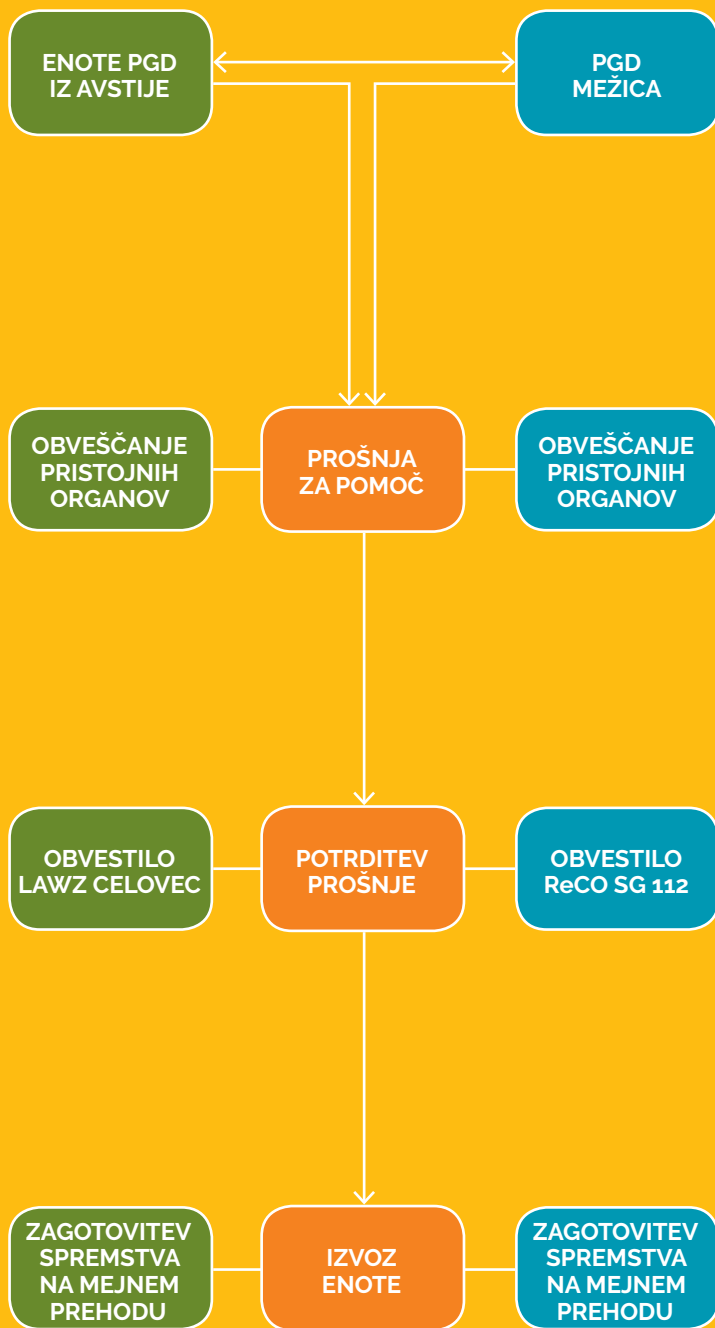 ENOTE PGD
IZ AVSTIJE
PGD
MEŽICA
OBVEŠČANJE
PRISTOJNIH
ORGANOV
PROŠNJA
ZA POMOČ
OBVEŠČANJE
PRISTOJNIH
ORGANOV
OBVESTILO
LAWZ CELOVEC
POTRDITEV
PROŠNJE
OBVESTILO
ReCO SG 112
ZAGOTOVITEV
SPREMSTVA
NA MEJNEM
PREHODU
IZVOZ
ENOTE
ZAGOTOVITEV
SPREMSTVA
NA MEJNEM
PREHODU